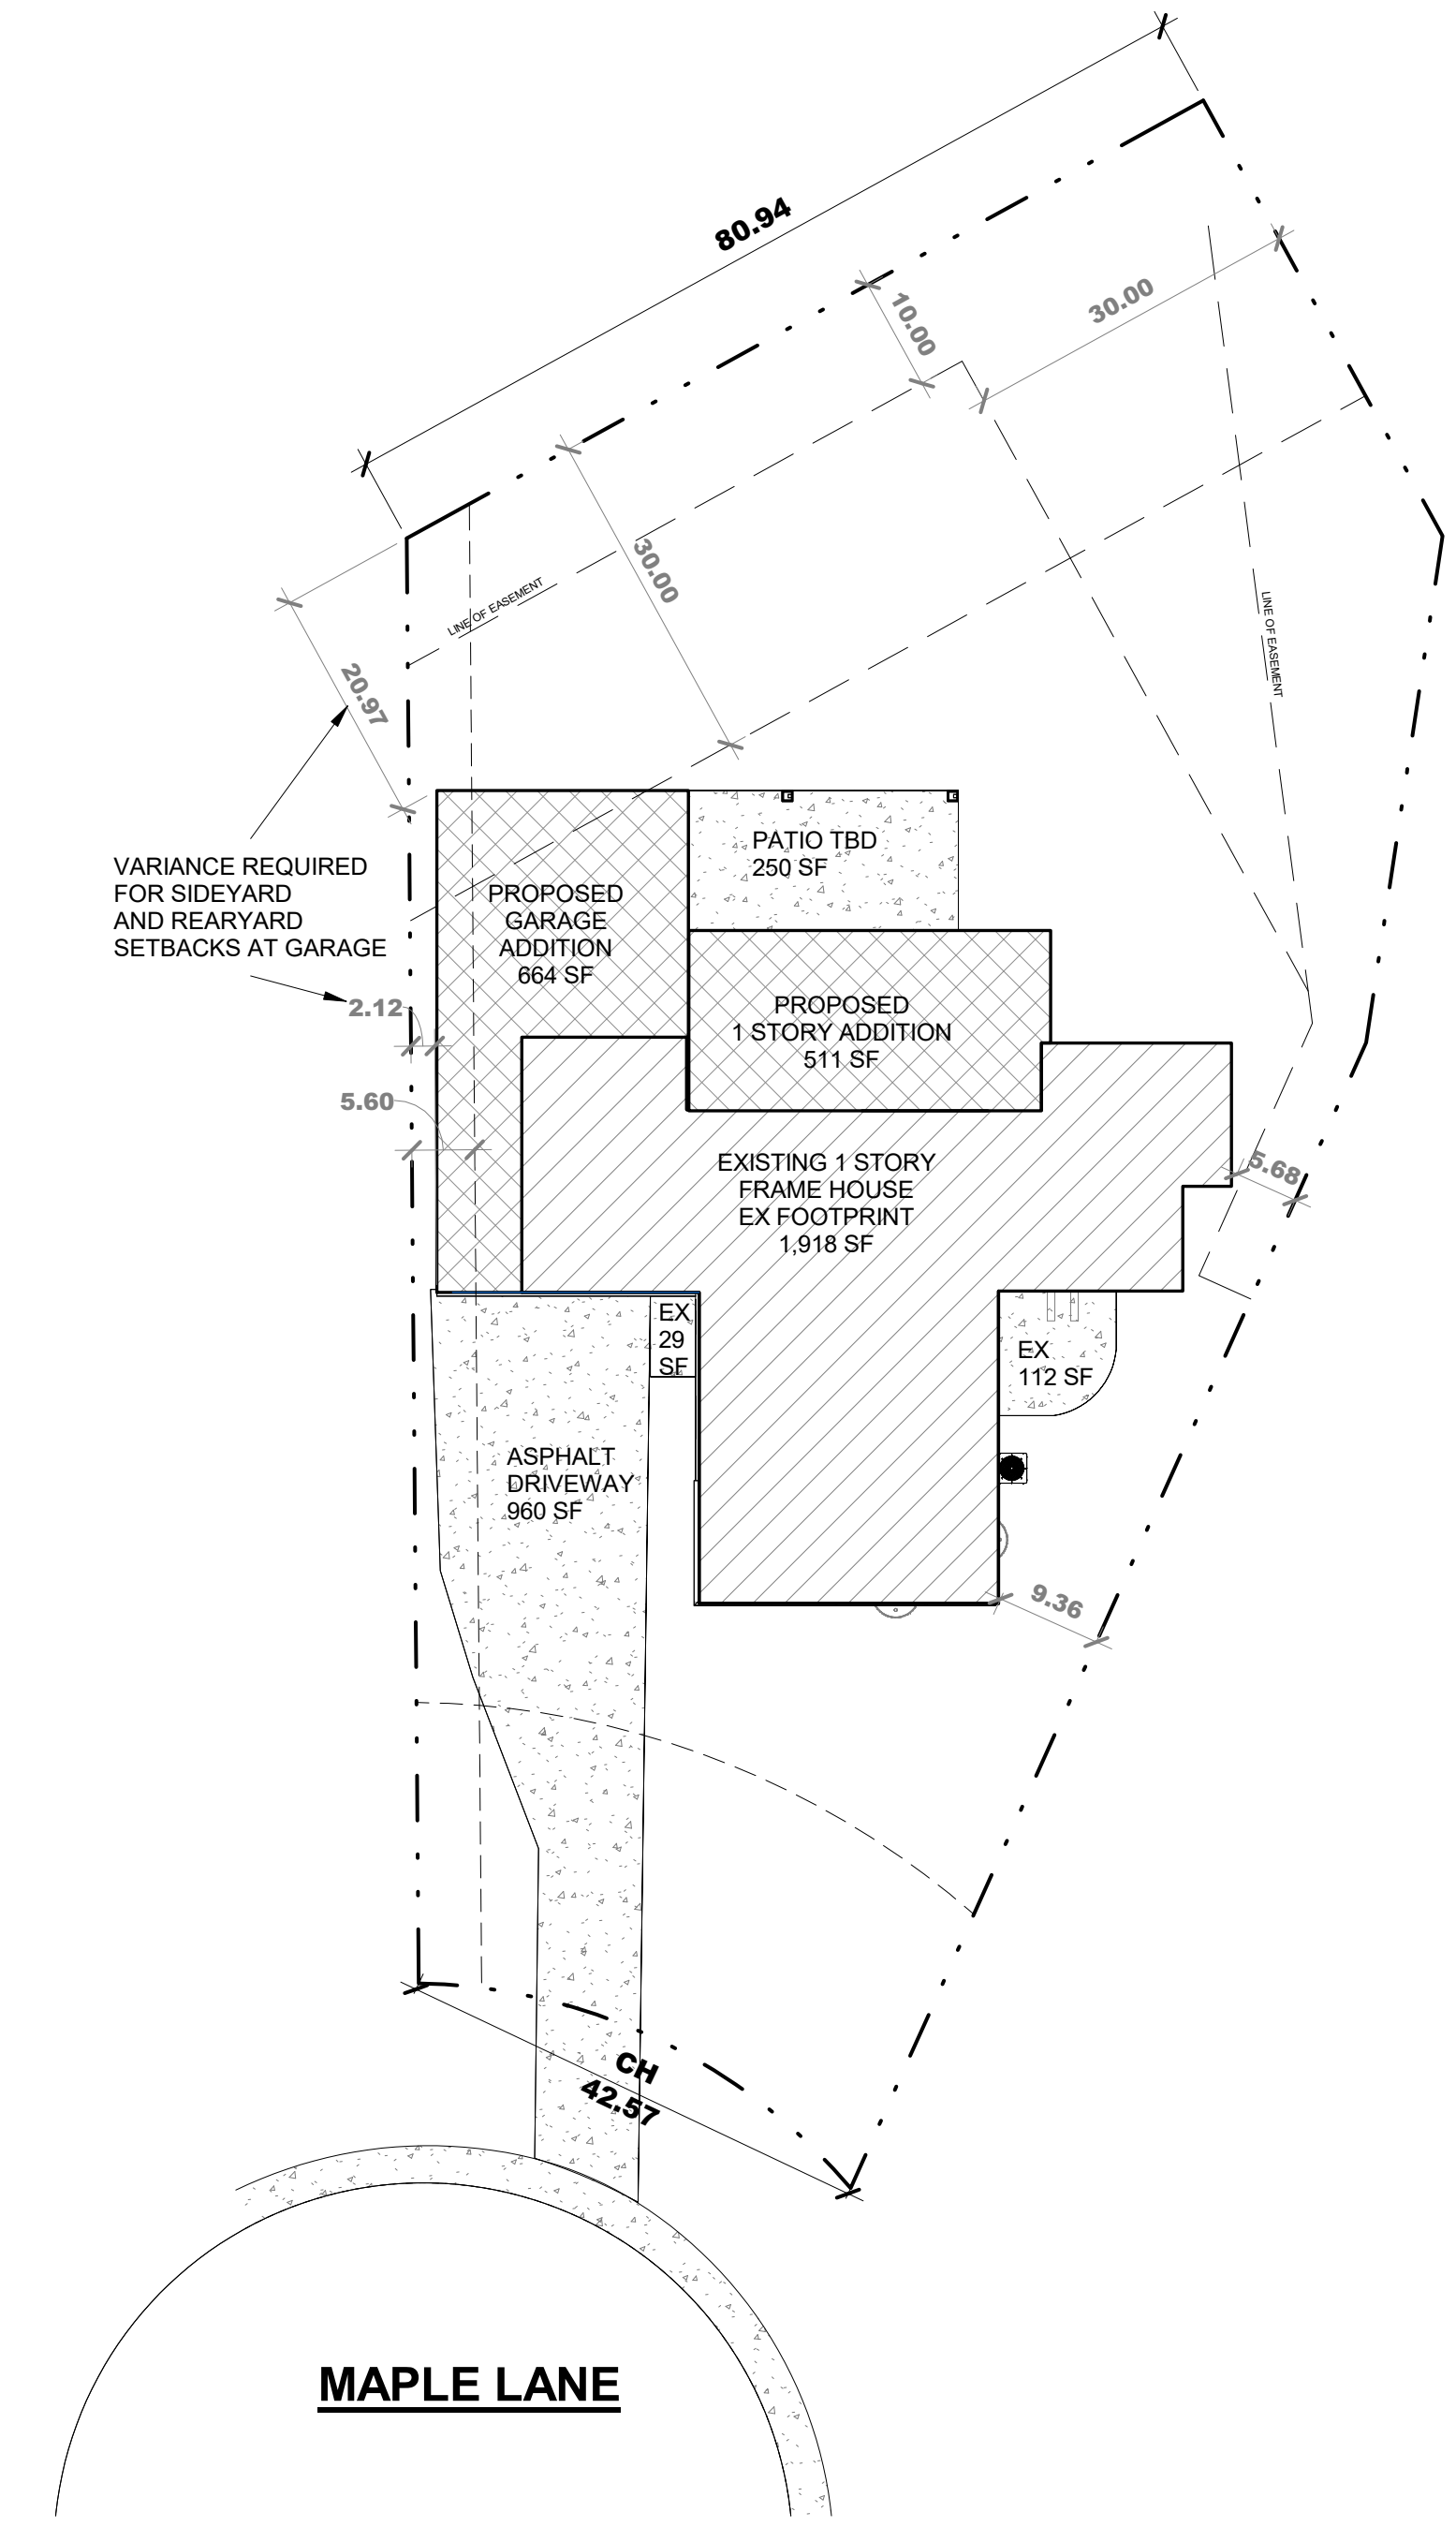 80.94
10.00
30.00
30.00
LINE OF EASEMENT
LINE OF EASEMENT
20.97
VARIANCE REQUIRED
FOR SIDEYARD
AND REARYARD
SETBACKS AT GARAGE
PATIO TBD
250 SF
PROPOSED
GARAGE
ADDITION
664 SF
2.12
PROPOSED
1 STORY ADDITION
511 SF
5.60
EXISTING 1 STORY
FRAME HOUSE
EX FOOTPRINT
1,918 SF
5.68
EX
29
SF
EX
112 SF
ASPHALT
DRIVEWAY
960 SF
9.36
CH
42.57
MAPLE LANE